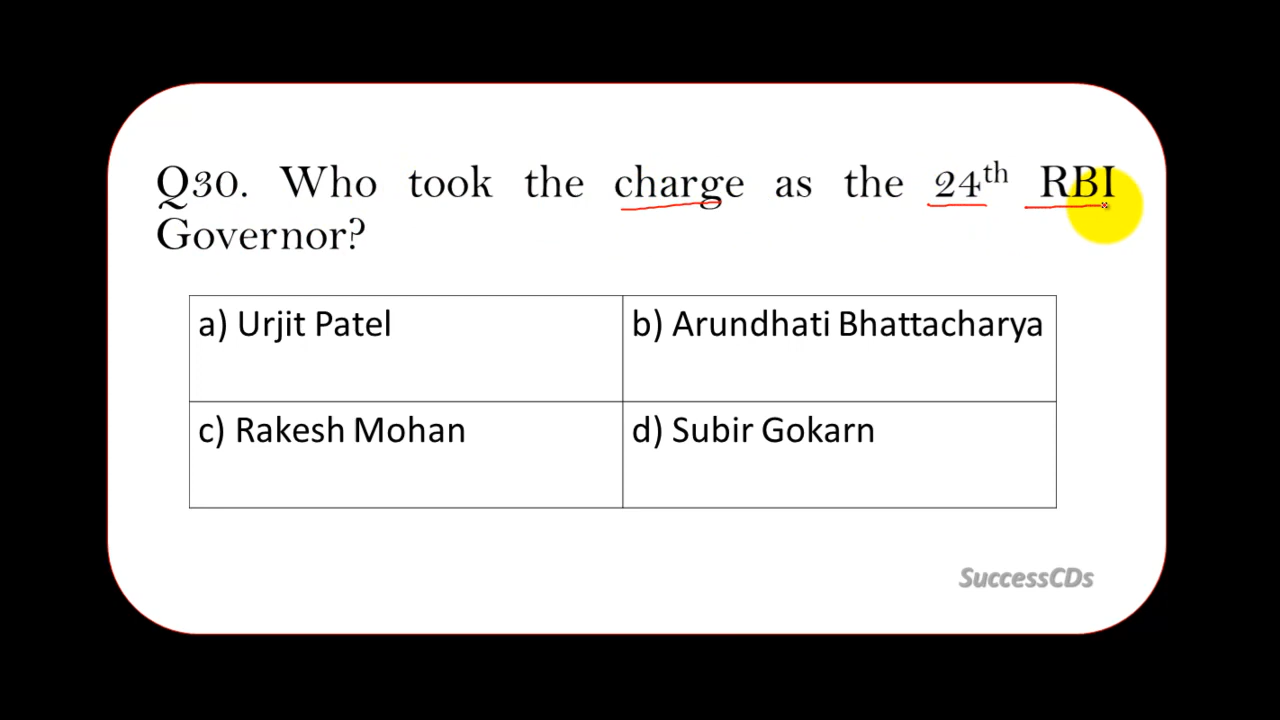 Q30. Who took the charge as the 24th RBI
Governor?
a) Urjit Patel
b) Arundhati Bhattacharya
c) Rakesh Mohan
d) Subir Gokarn
SuccessCDs